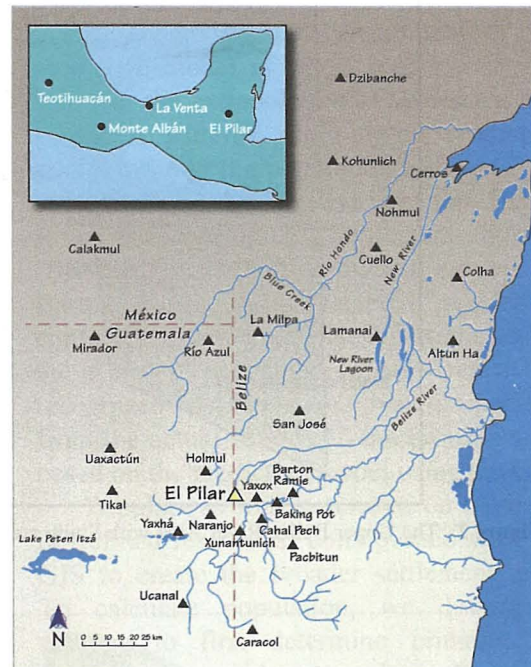 Teotihuacán
La Venta
Monte Albán
El Pilar
Dzibanche
Kohunlich
Cerros
Nohmul
Río Hondo
New River
Calakmul
Cuello
Colha
Blue Creek
México
Guatemala
La Milpa
Lamanai
Mirador
Río Azul
Altun Ha
New River
Lagoon
Belize
Belize River
San José
Uaxactún
Holmul
Barton
Ramie
El Pilar
Yaxox
Tikal
Baking Pot
Yaxhá
Naranjo
Cahal Pech
Xunantunich
Pacbitun
Lake Peten Itzá
Ucanal
N
0 5 10 15 20 25 km
Caracol